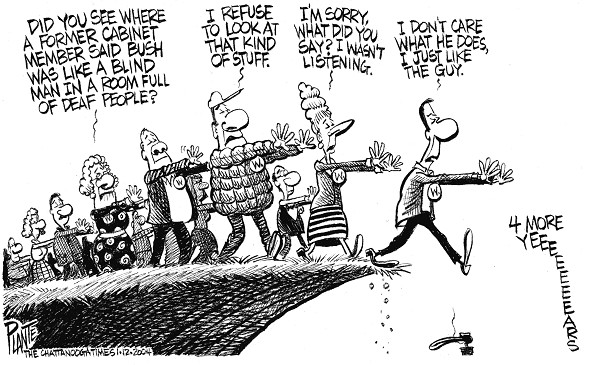 DID YOU SEE WHERE
A FORMER CABINET
MEMBER SAID BUSH
WAS LIKE A BLIND
MAN IN A ROOM FULL
OF DEAF PEOPLE?
I REFUSE
TO LOOK AT
THAT KIND
OF STUFF.
I'M SORRY,
WHAT DID YOU
SAY? I WASN'T
LISTENING.
I DON'T CARE
WHAT HE DOES,
I JUST LIKE
THE GUY.
W
W
W
W
4 MORE
YEEEEEEEEEEARS
PLANTE
THE CHATTANOOGA TIMES 1·12·2004